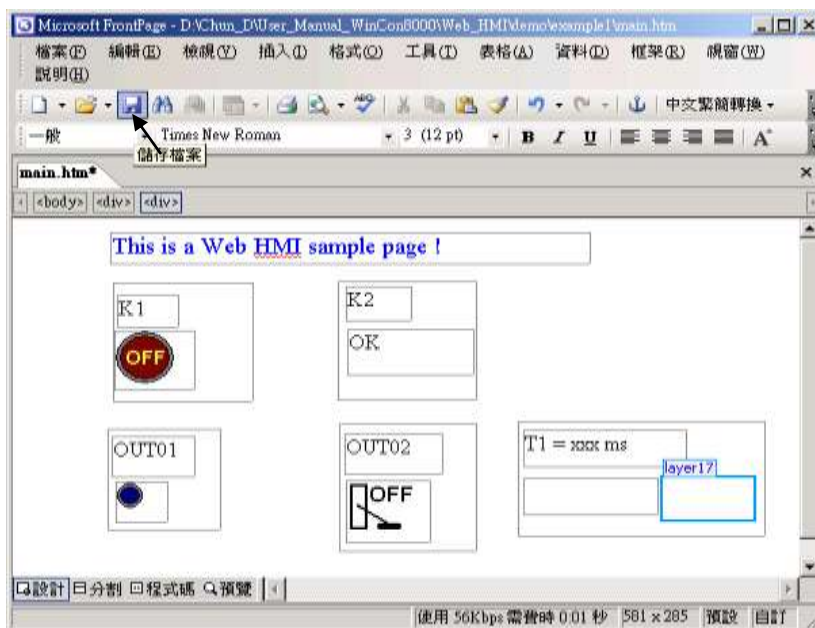 Microsoft FrontPage - D:\Chun_D\User_Manual_WinCon8000\Web_HMI\demo\example1\main.htm
檔案(F) 編輯(E) 檢視(V) 插入(I) 格式(O) 工具(T) 表格(A) 資料(D) 框架(R) 視窗(W)
說明(H)
中文繁簡轉換
一般 Times New Roman 3 (12 pt) B I U A
儲存檔案
main.htm*
<body> <div> <div>
This is a Web HMI sample page !
K1 K2
OFF OK
OUT01 OUT02 T1 = xxx ms
layer17
OFF
設計 分割 程式碼 預覽
使用 56Kbps 需費時 0:01 秒 581 x 285 預設 自訂